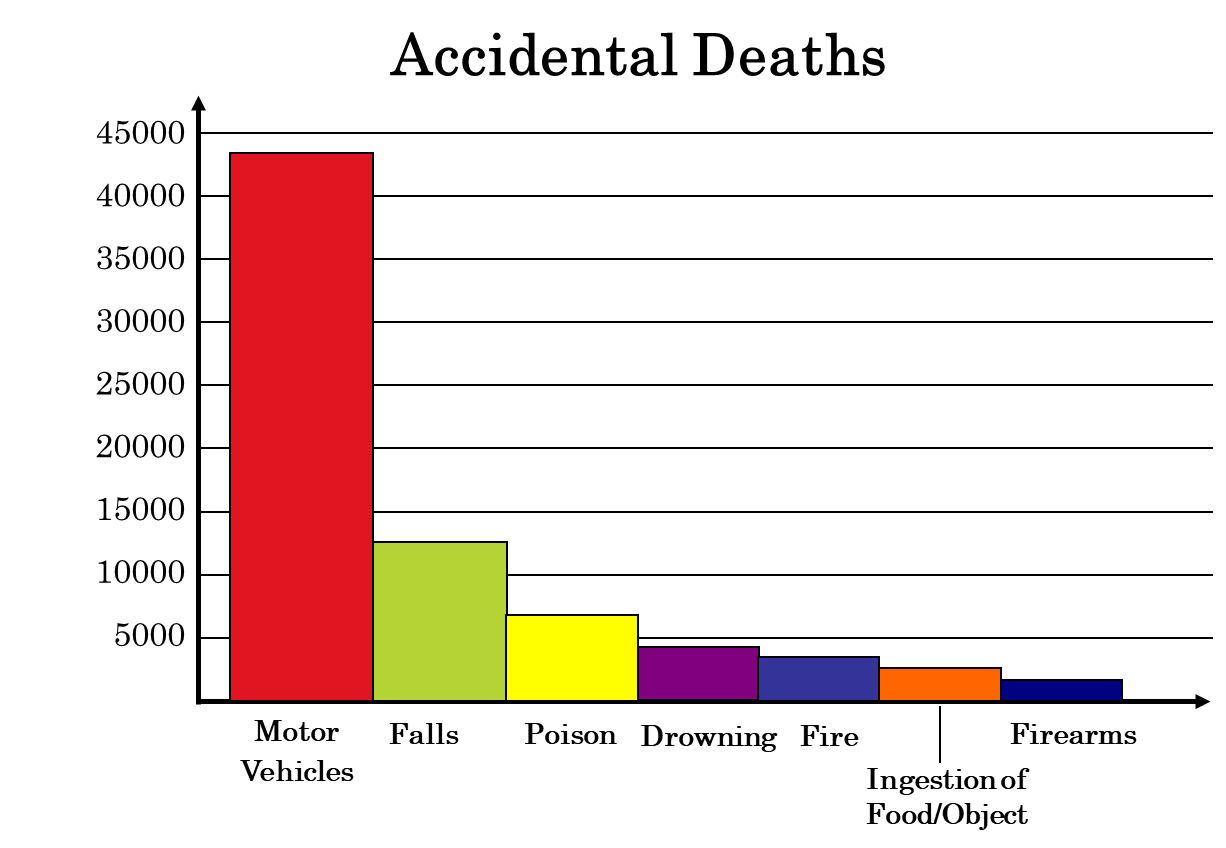 Accidental Deaths
45000
40000
35000
30000
25000
20000
15000
10000
5000
Motor
Vehicles
Falls
Poison
Drowning
Fire
Ingestion of
Food/Object
Firearms